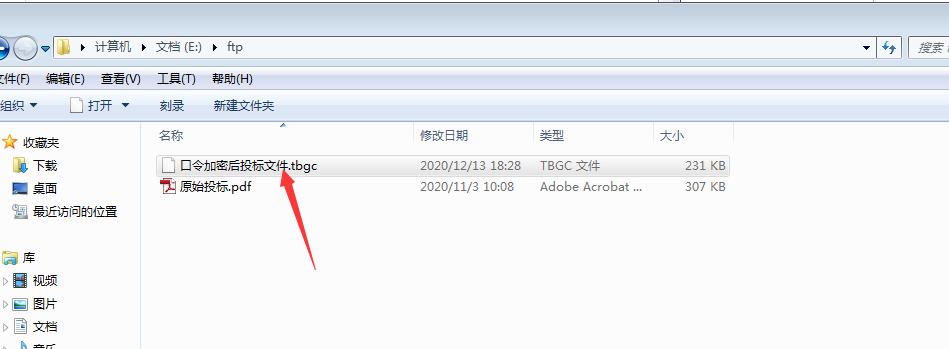 计算机 文档 (E:) ftp 搜索
文件(F) 编辑(E) 查看(V) 工具(T) 帮助(H)
组织 打开 刻录 新建文件夹
收藏夹
下载
桌面
最近访问的位置
库
视频
图片
文档
音乐
名称 修改日期 类型 大小
口令加密后投标文件.tbgc 2020/12/13 18:28 TBGC 文件 231 KB
原始投标.pdf 2020/11/3 10:08 Adobe Acrobat ... 307 KB